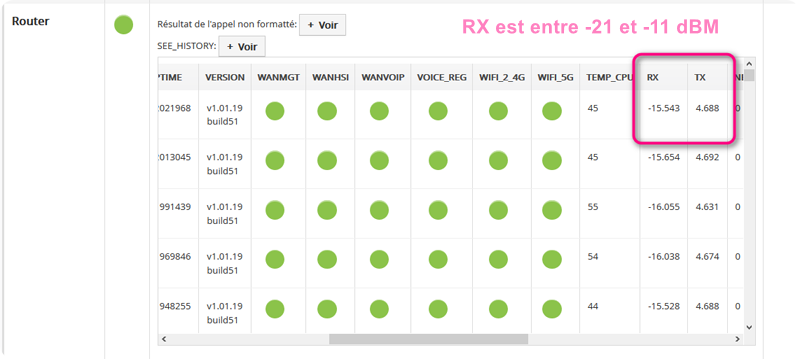 Router
Résultat de l'appel non formatté: + Voir
RX est entre -21 et -11 dBM
SEE_HISTORY: + Voir
PTIME VERSION WANMGT WANHSI WANVOIP VOICE_REG WIFI_2_4G WIFI_5G TEMP_CPU RX TX
2021968 v1.01.19 45 -15.543 4.688 0
build51
2013045 v1.01.19 45 -15.654 4.692 0
build51
991439 v1.01.19 55 -16.055 4.631 0
build51
969846 v1.01.19 54 -16.038 4.674 0
build51
948255 v1.01.19 44 -15.528 4.688 0
build51